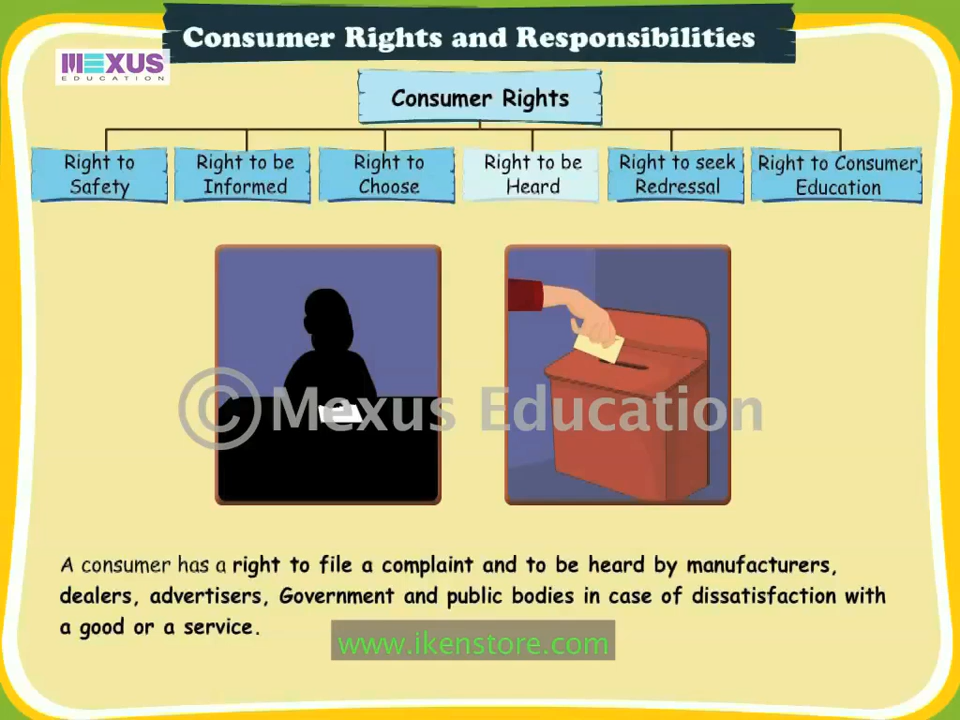 Consumer Rights and Responsibilities
MEXUS
EDUCATION
Consumer Rights
Right to
Safety
Right to be
Informed
Right to
Choose
Right to be
Heard
Right to seek
Redressal
Right to Consumer
Education
© Mexus Education
A consumer has a right to file a complaint and to be heard by manufacturers,
dealers, advertisers, Government and public bodies in case of dissatisfaction with
a good or a service.
www.ikenstore.com